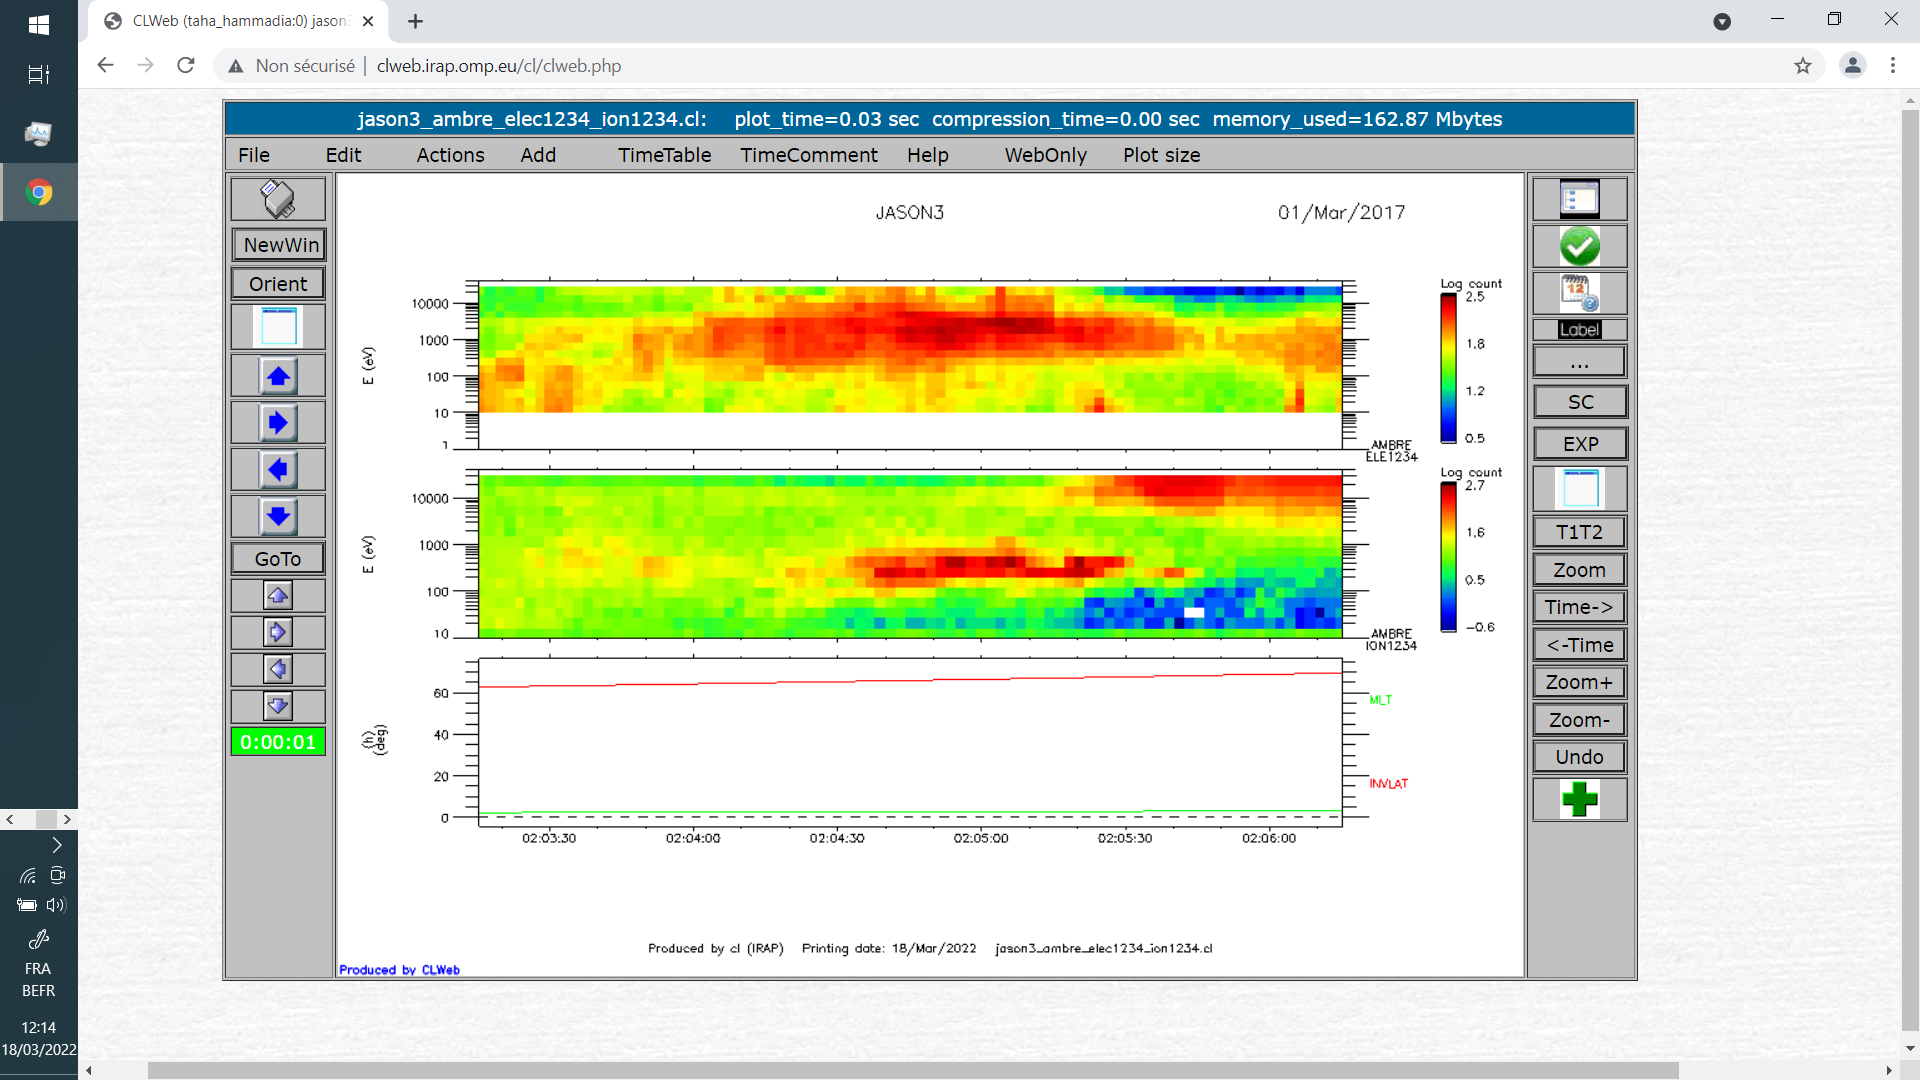 CLWeb (taha_hammadia:0) jason3
Non sécurisé | clweb.irap.omp.eu/cl/clweb.php
jason3_ambre_elec1234_ion1234.cl: plot_time=0.03 sec compression_time=0.00 sec memory_used=162.87 Mbytes
File Edit Actions Add TimeTable TimeComment Help WebOnly Plot size
NewWin
Orient
GoTo
0:00:01
JASON3 01/Mar/2017
Log count
2.5
1.8
1.2
0.5
10000
1000
100
10
1
E (eV)
AMBRE
ELE1234
Log count
2.7
1.6
0.5
-0.6
10000
1000
100
10
E (eV)
AMBRE
ION1234
60
40
20
0
(h)
(deg)
MLT
INVLAT
02:03:30 02:04:00 02:04:30 02:05:00 02:05:30 02:06:00
Produced by cl (IRAP) Printing date: 18/Mar/2022 jason3_ambre_elec1234_ion1234.cl
Produced by CLWeb
12
Label
...
SC
EXP
T1T2
Zoom
Time->
<-Time
Zoom+
Zoom-
Undo
FRA
BEFR
12:14
18/03/2022